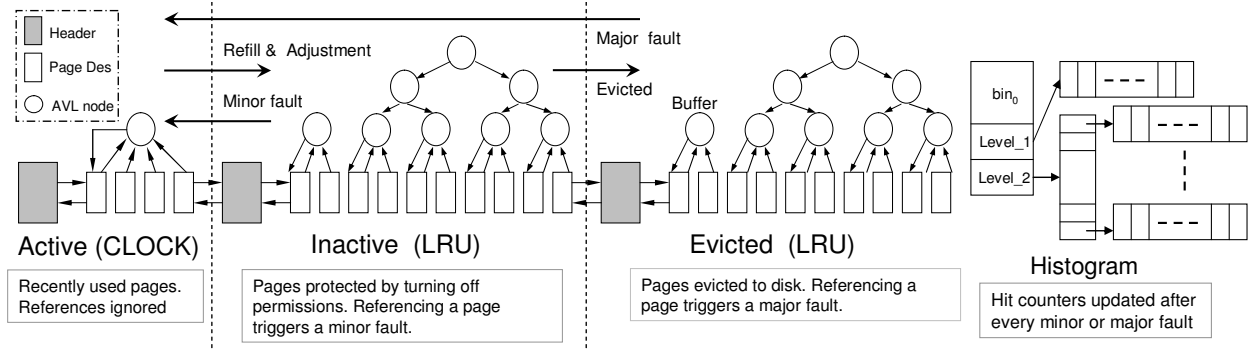 Header
Page Des
AVL node
Refill & Adjustment
Minor fault
Major fault
Evicted
Buffer
bin0
Level_1
Level_2
Active (CLOCK)
Inactive (LRU)
Evicted (LRU)
Histogram
Recently used pages.
References ignored
Pages protected by turning off
permissions. Referencing a page
triggers a minor fault.
Pages evicted to disk. Referencing a
page triggers a major fault.
Hit counters updated after
every minor or major fault